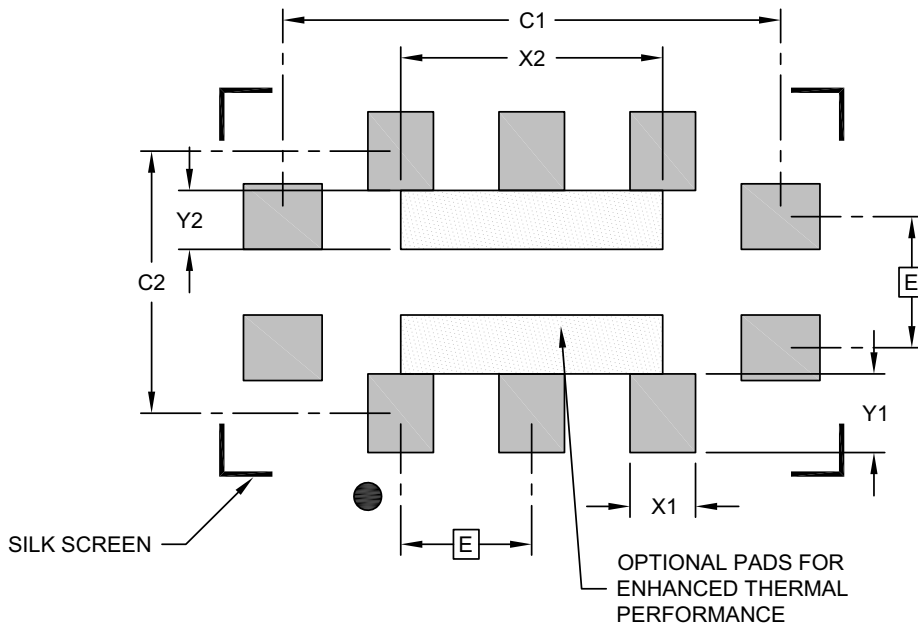 C1
X2
Y2
C2
E
Y1
X1
E
SILK SCREEN
OPTIONAL PADS FOR
ENHANCED THERMAL
PERFORMANCE